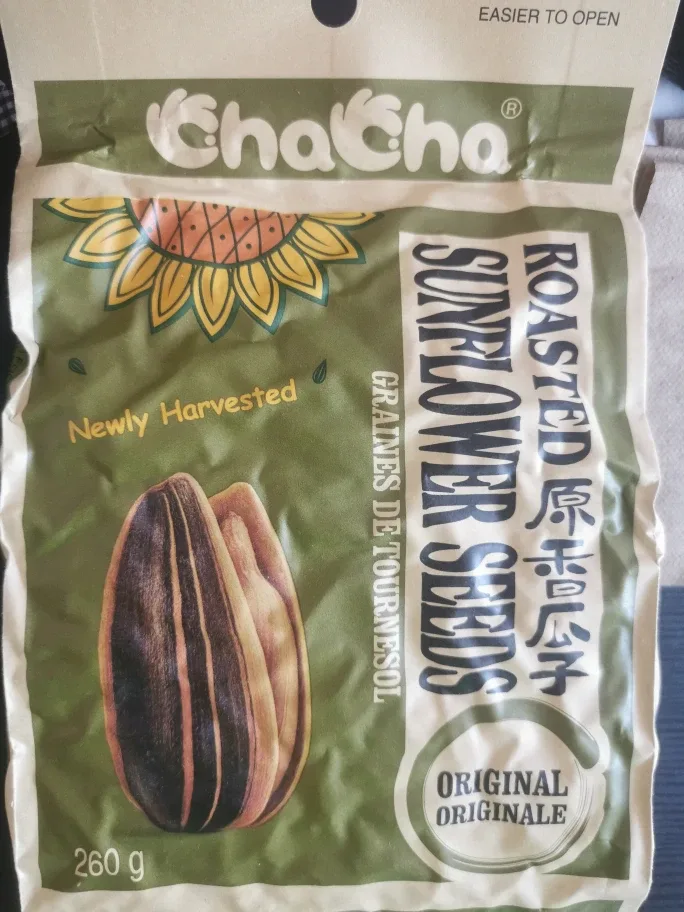 EASIER TO OPEN
ChaCha®
Newly Harvested
ROASTED 原香瓜子
SUNFLOWER SEEDS
GRAINES DE TOURNESOL
ORIGINAL
ORIGINALE
260 g